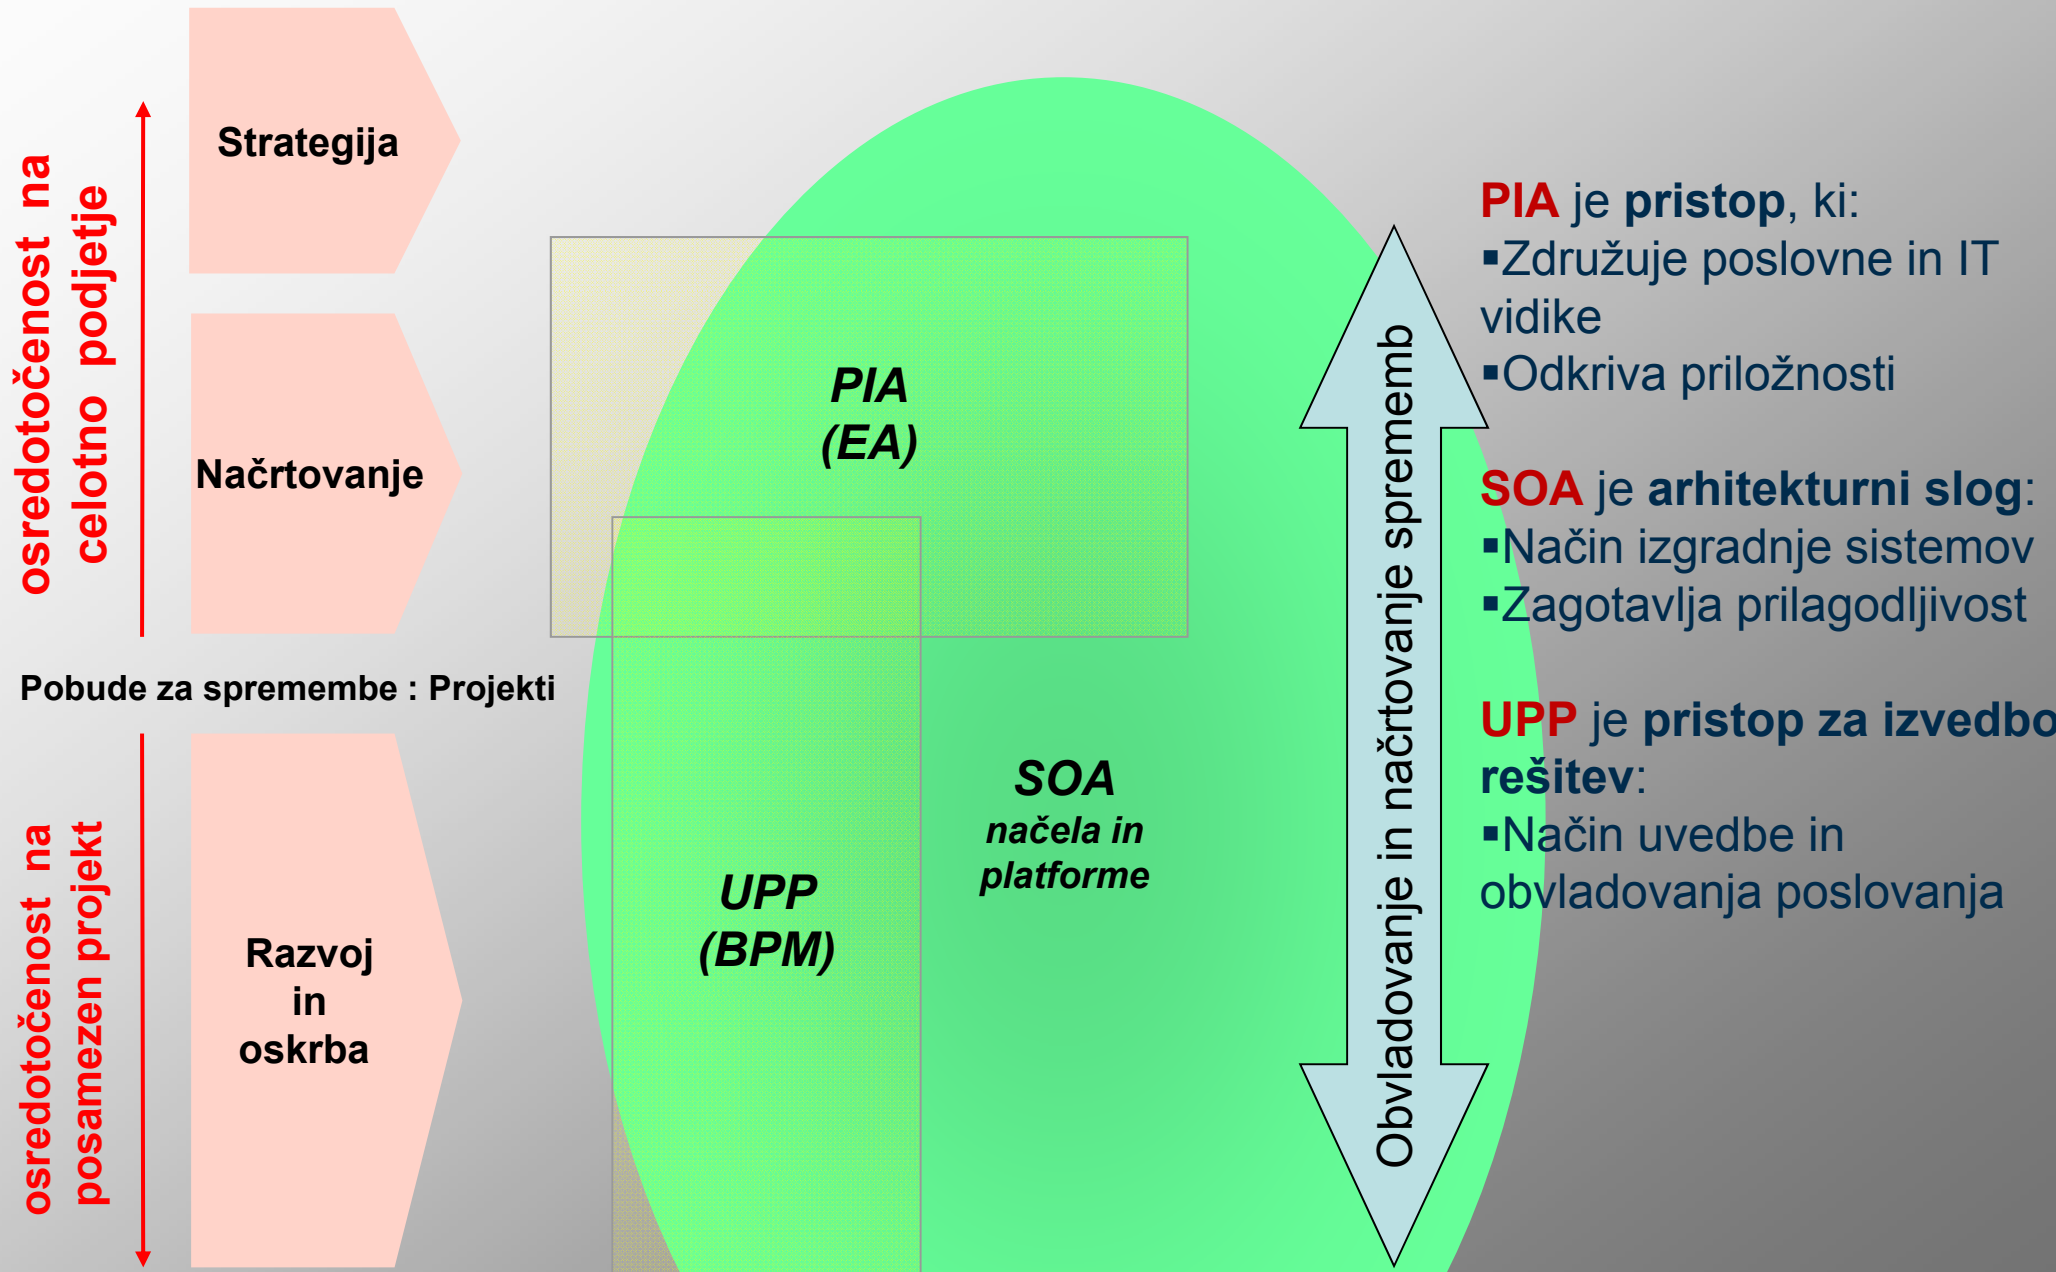 osredotočenost na
celotno podjetje
Strategija
Načrtovanje
Pobude za spremembe : Projekti
osredotočenost na
posamezen projekt
Razvoj
in
oskrba
PIA
(EA)
UPP
(BPM)
SOA
načela in
platforme
Obvladovanje in načrtovanje sprememb
PIA je pristop, ki:
▪Združuje poslovne in IT
vidike
▪Odkriva priložnosti
SOA je arhitekturni slog:
▪Način izgradnje sistemov
▪Zagotavlja prilagodljivost
UPP je pristop za izvedbo
rešitev:
▪Način uvedbe in
obvladovanja poslovanja